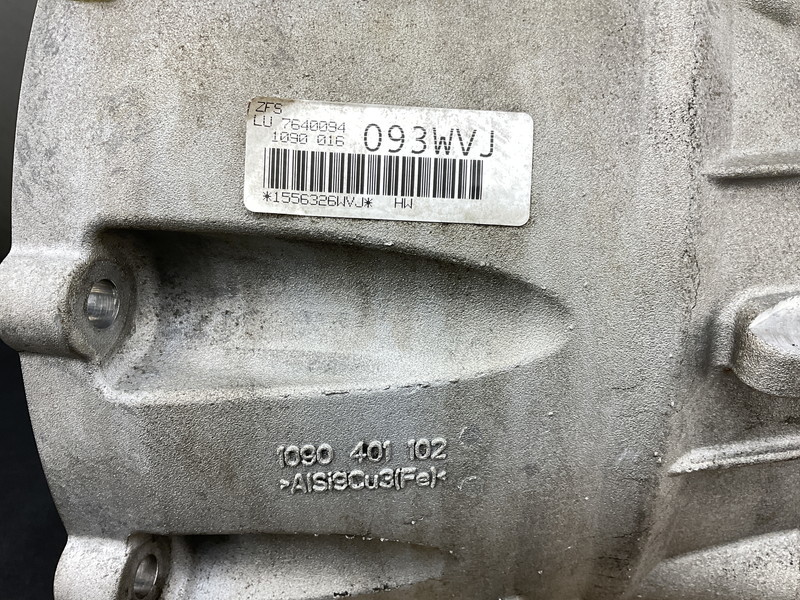 ZFS
LU 7640094
1090 016
093WVJ
*1556326WVJ* HW
1090 401 102
>AlSi9Cu3(Fe)<